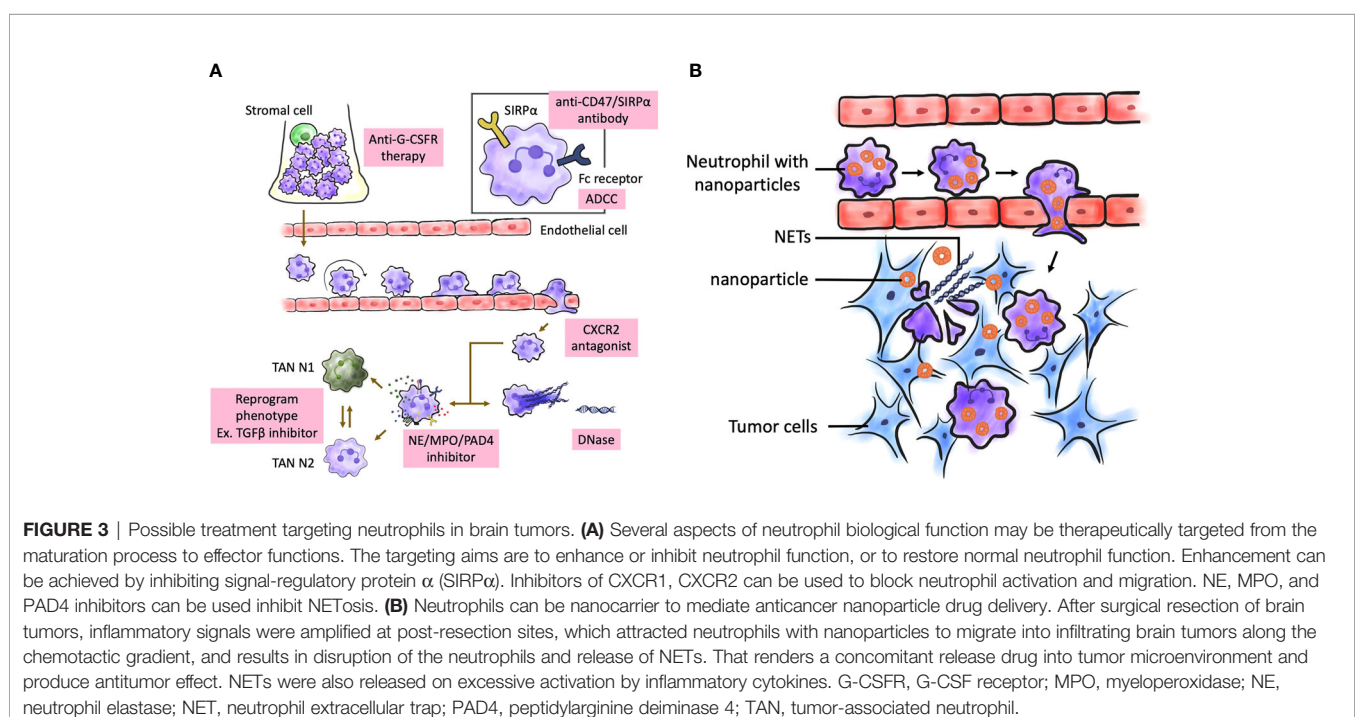 A
Stromal cell
Anti-G-CSFR
therapy
SIRPα
anti-CD47/SIRPα
antibody
Fc receptor
ADCC
Endothelial cell
CXCR2
antagonist
TAN N1
Reprogram
phenotype
Ex. TGFβ inhibitor
TAN N2
NE/MPO/PAD4
inhibitor
DNase
B
Neutrophil with
nanoparticles
NETs
nanoparticle
Tumor cells
FIGURE 3 | Possible treatment targeting neutrophils in brain tumors. (A) Several aspects of neutrophil biological function may be therapeutically targeted from the
maturation process to effector functions. The targeting aims are to enhance or inhibit neutrophil function, or to restore normal neutrophil function. Enhancement can
be achieved by inhibiting signal-regulatory protein α (SIRPα). Inhibitors of CXCR1, CXCR2 can be used to block neutrophil activation and migration. NE, MPO, and
PAD4 inhibitors can be used inhibit NETosis. (B) Neutrophils can be nanocarrier to mediate anticancer nanoparticle drug delivery. After surgical resection of brain
tumors, inflammatory signals were amplified at post-resection sites, which attracted neutrophils with nanoparticles to migrate into infiltrating brain tumors along the
chemotactic gradient, and results in disruption of the neutrophils and release of NETs. That renders a concomitant release drug into tumor microenvironment and
produce antitumor effect. NETs were also released on excessive activation by inflammatory cytokines. G-CSFR, G-CSF receptor; MPO, myeloperoxidase; NE,
neutrophil elastase; NET, neutrophil extracellular trap; PAD4, peptidylarginine deiminase 4; TAN, tumor-associated neutrophil.